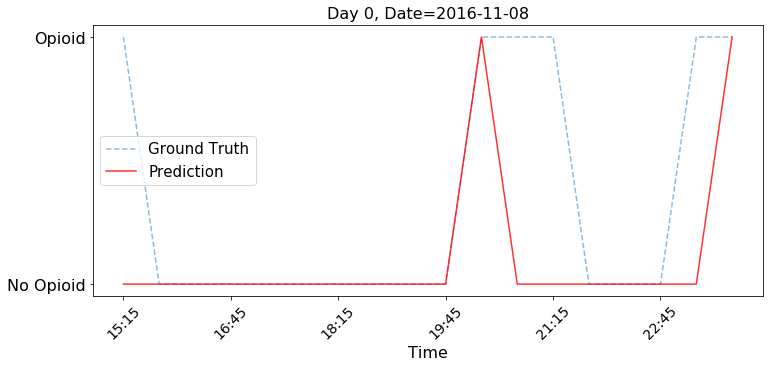 Day 0, Date=2016-11-08
Opioid
Ground Truth
Prediction
No Opioid
15:15
16:45
18:15
19:45
21:15
22:45
Time